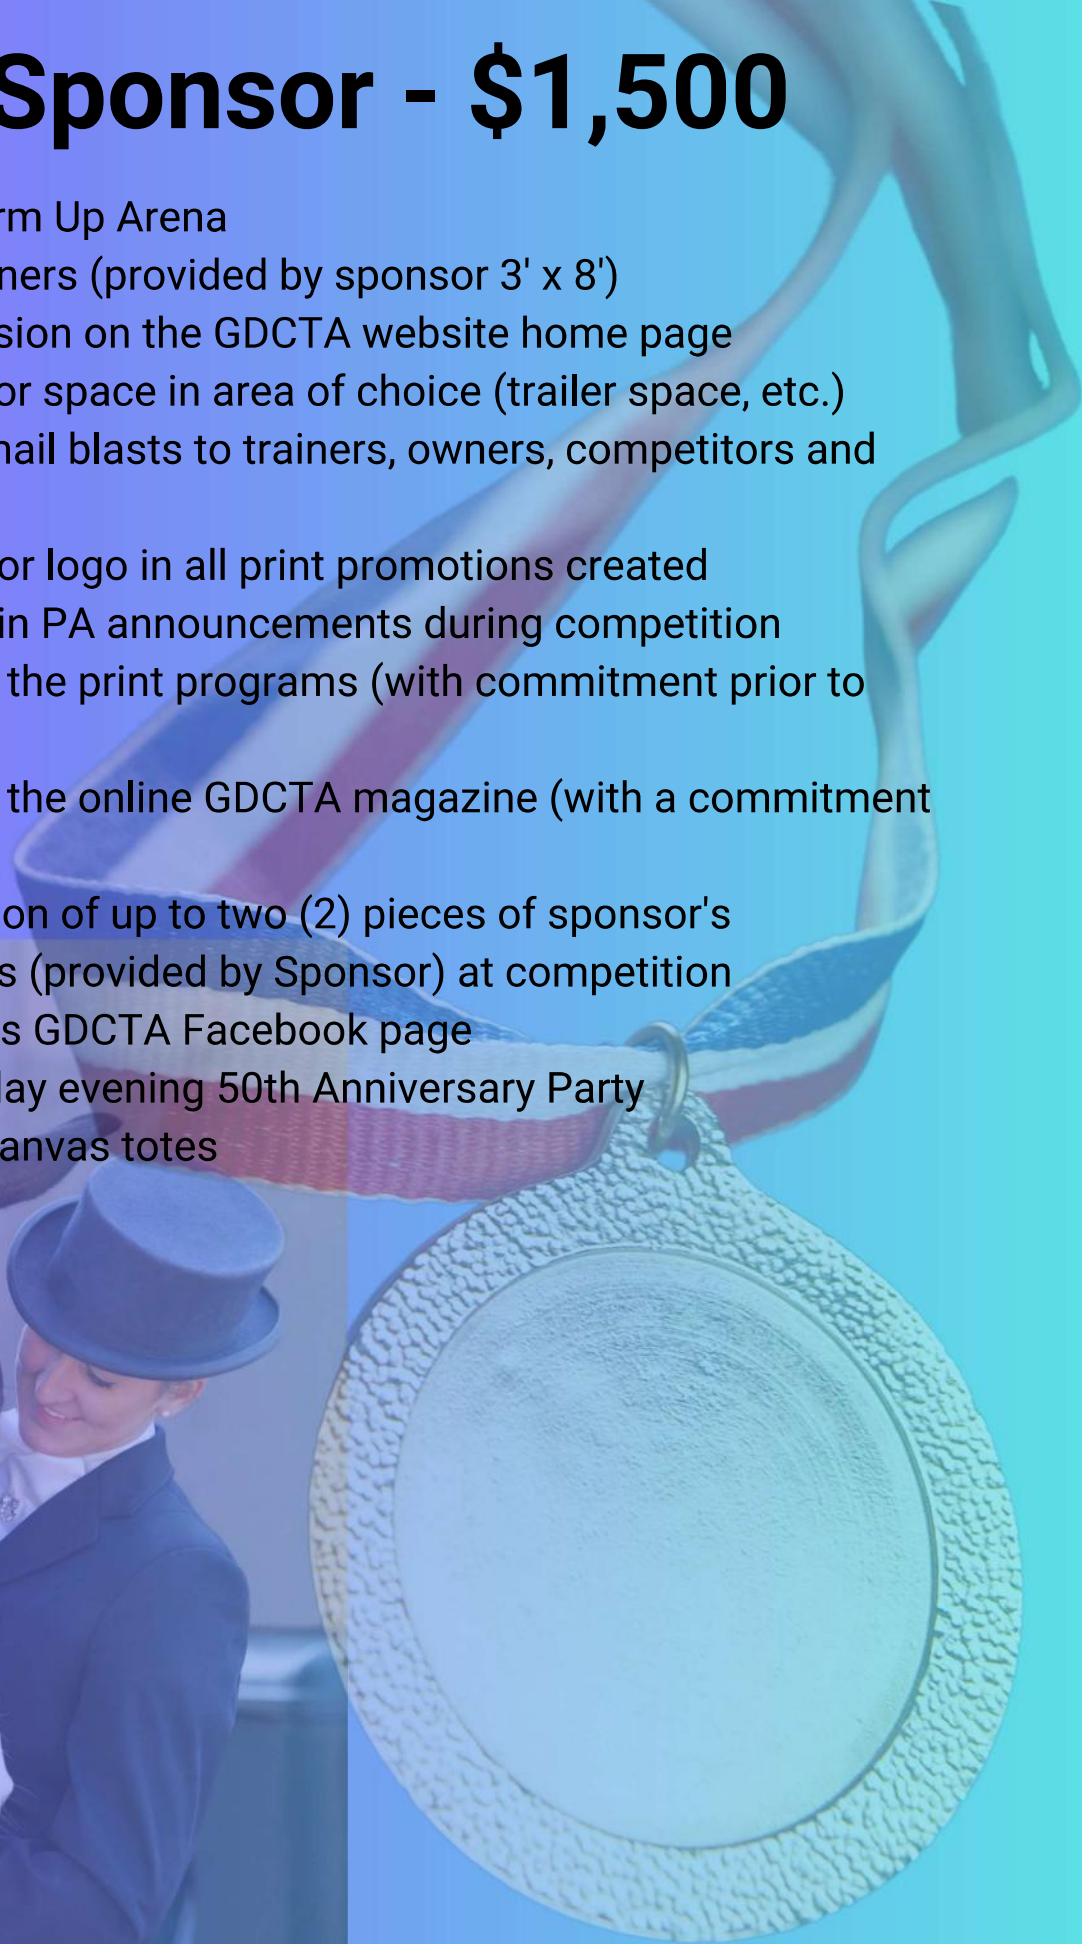 Sponsor - $1,500
rm Up Arena
ners (provided by sponsor 3' x 8')
sion on the GDCTA website home page
or space in area of choice (trailer space, etc.)
nail blasts to trainers, owners, competitors and
or logo in all print promotions created
in PA announcements during competition
the print programs (with commitment prior to
the online GDCTA magazine (with a commitment
on of up to two (2) pieces of sponsor's
s (provided by Sponsor) at competition
s GDCTA Facebook page
lay evening 50th Anniversary Party
anvas totes